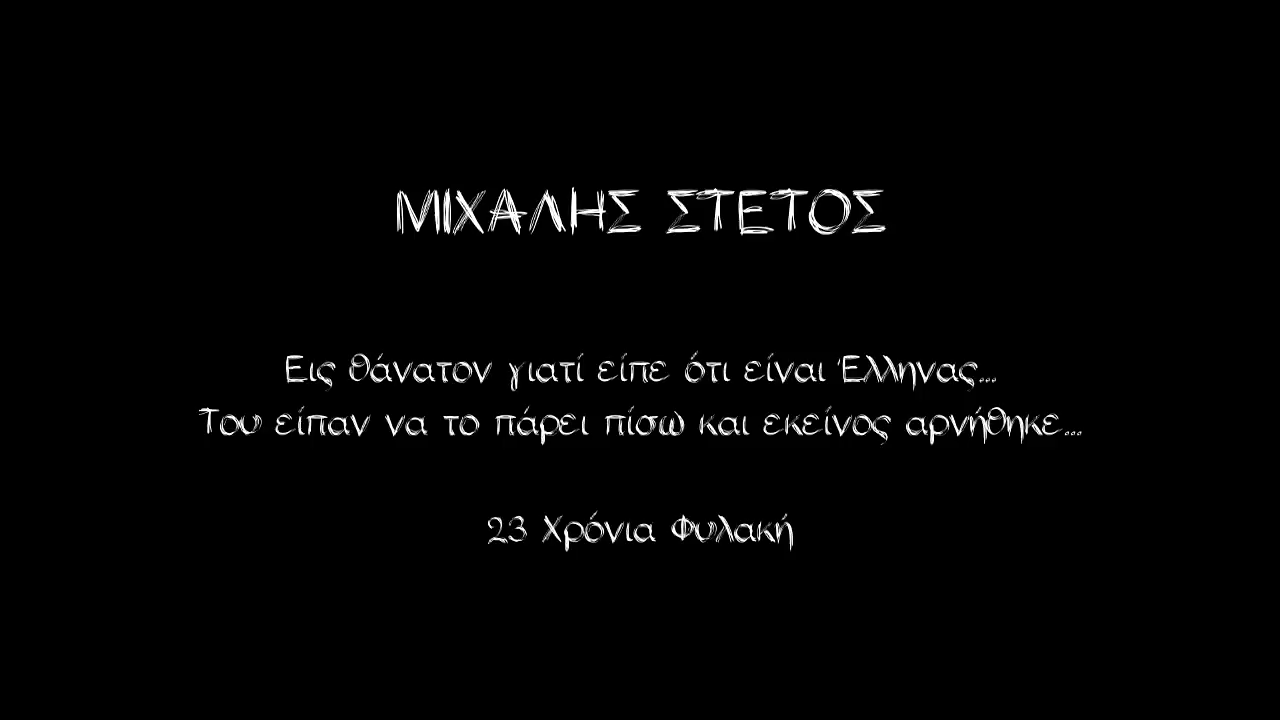 ΜΙΧΑΛΗΣ ΣΤΕΤΟΣ
Εις θάνατον γιατί είπε ότι είναι Έλληνας...
Του είπαν να το πάρει πίσω και εκείνος αρνήθηκε...
23 Χρόνια Φυλακή